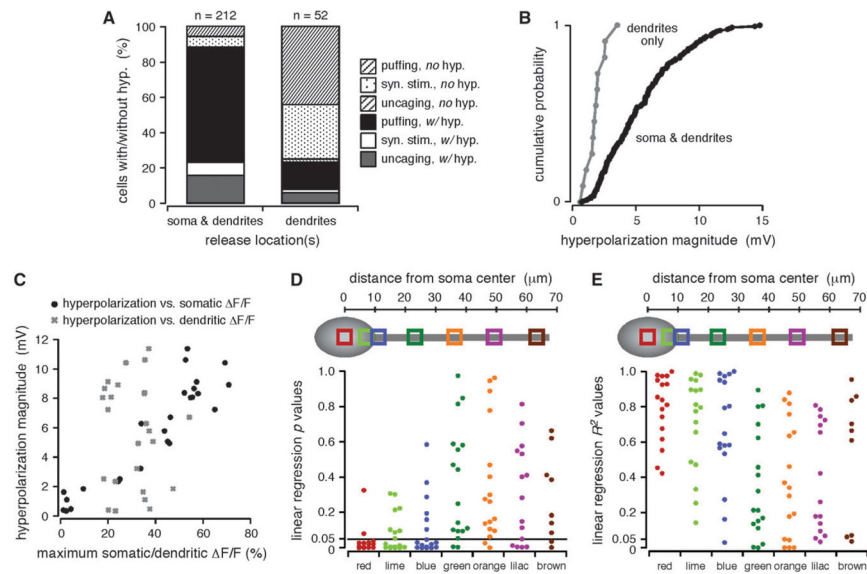 A
n = 212
n = 52
100
80
60
40
20
0
cells with/without hyp. (%)
soma & dendrites
dendrites
release location(s)
puffing, no hyp.
syn. stim., no hyp.
uncaging, no hyp.
puffing, w/ hyp.
syn. stim., w/ hyp.
uncaging, w/ hyp.
B
1
0
cumulative probability
dendrites
only
soma & dendrites
0
5
10
15
hyperpolarization magnitude (mV)
C
hyperpolarization vs. somatic ΔF/F
hyperpolarization vs. dendritic ΔF/F
12
10
8
6
4
2
0
hyperpolarization magnitude (mV)
0
20
40
60
80
maximum somatic/dendritic ΔF/F (%)
D
distance from soma center (μm)
0 10 20 30 40 50 60 70
1.0
0.8
0.6
0.4
0.2
0.05
0
linear regression p values
red lime blue green orange lilac brown
E
distance from soma center (μm)
0 10 20 30 40 50 60 70
1.0
0.8
0.6
0.4
0.2
0.05
0
linear regression R² values
red lime blue green orange lilac brown